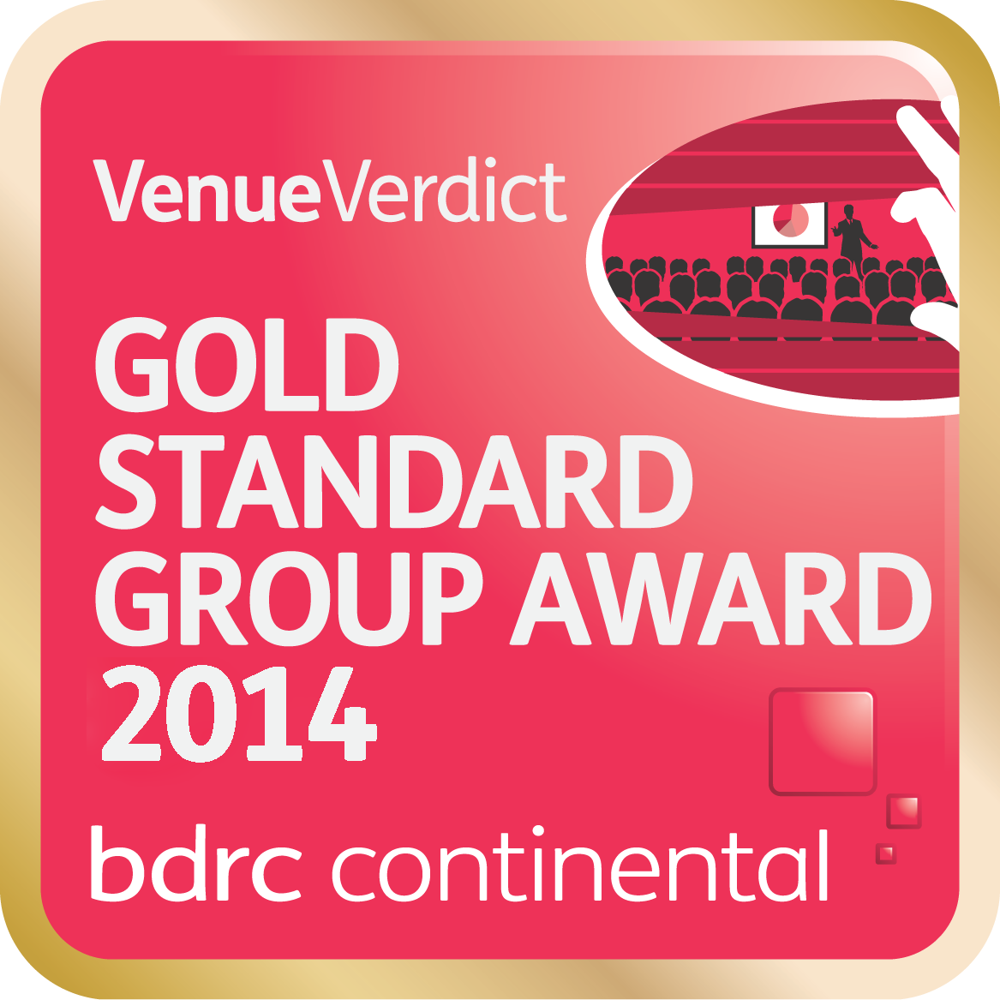 VenueVerdict
GOLD
STANDARD
GROUP AWARD
2014
bdrc continental